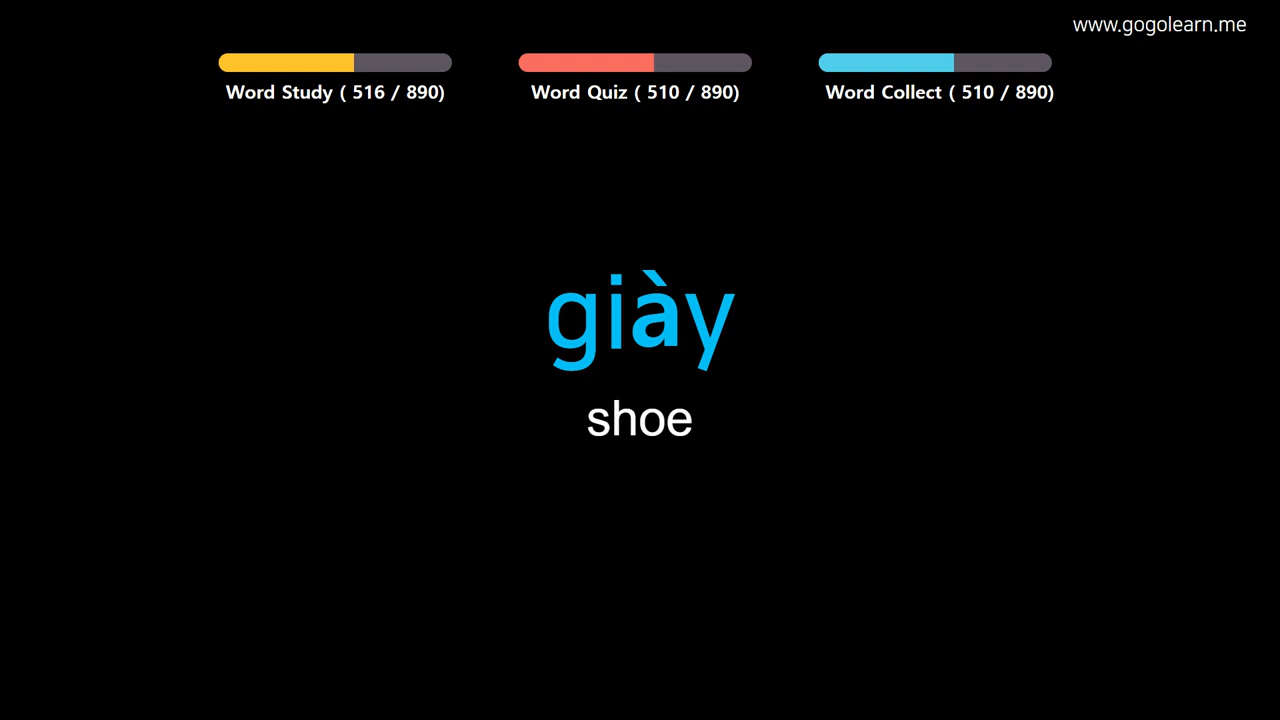 www.gogolearn.me
Word Study ( 516 / 890)
Word Quiz ( 510 / 890)
Word Collect ( 510 / 890)
giày
shoe